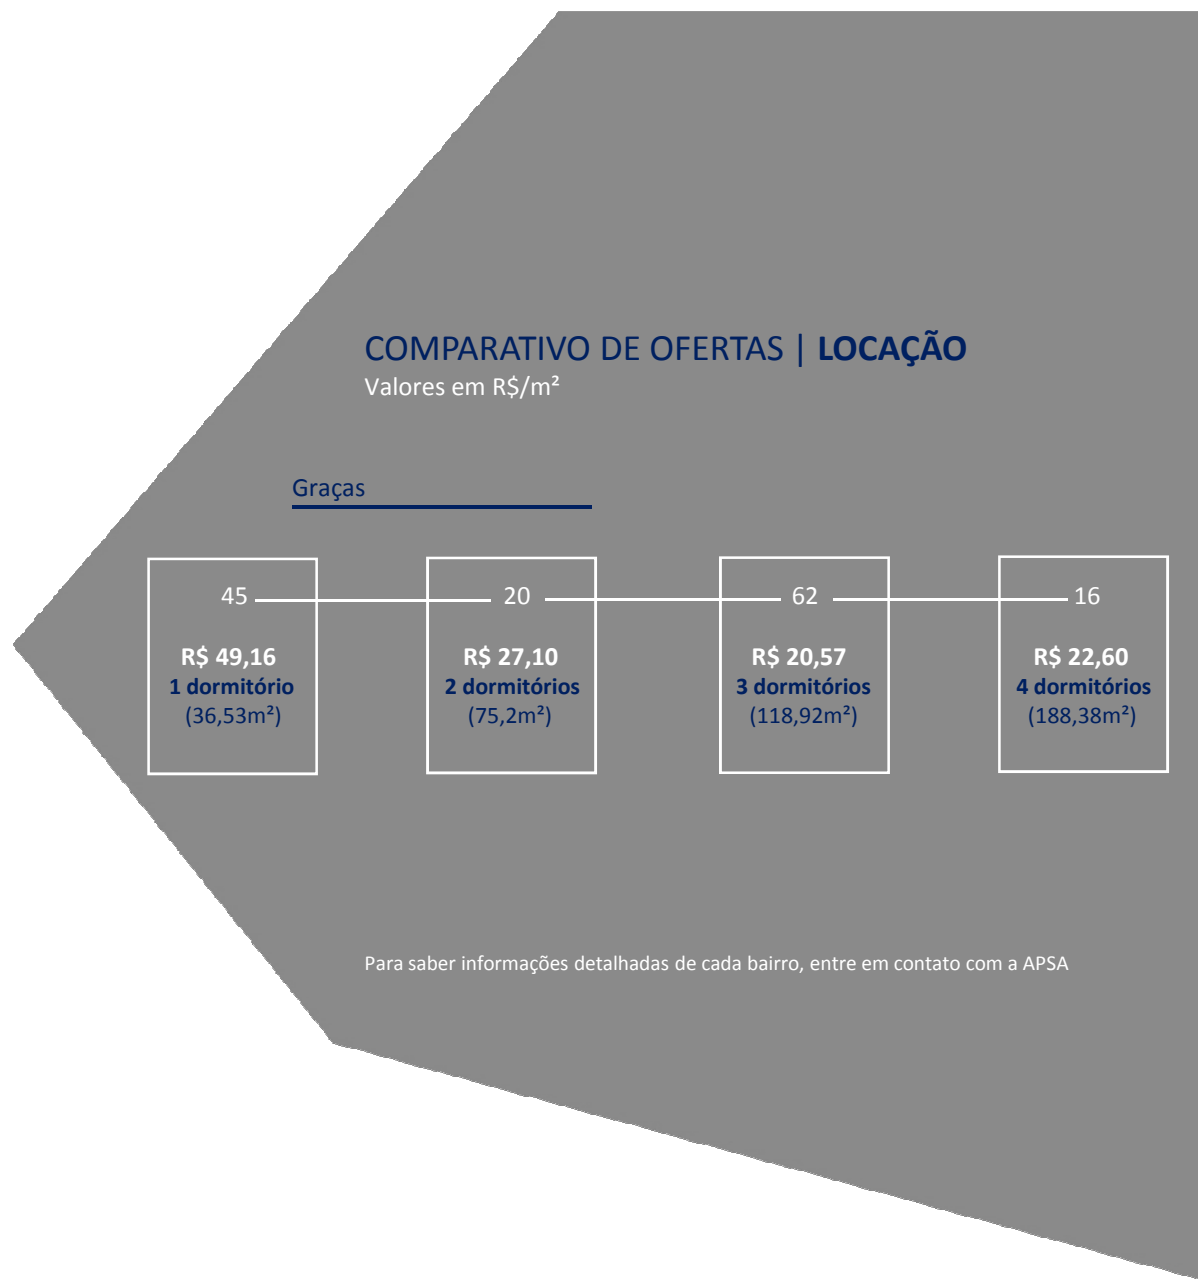 COMPARATIVO DE OFERTAS | LOCAÇÃO
Valores em R$/m²
Graças
45
R$ 49,16
1 dormitório
(36,53m²)
20
R$ 27,10
2 dormitórios
(75,2m²)
62
R$ 20,57
3 dormitórios
(118,92m²)
16
R$ 22,60
4 dormitórios
(188,38m²)
Para saber informações detalhadas de cada bairro, entre em contato com a APSA